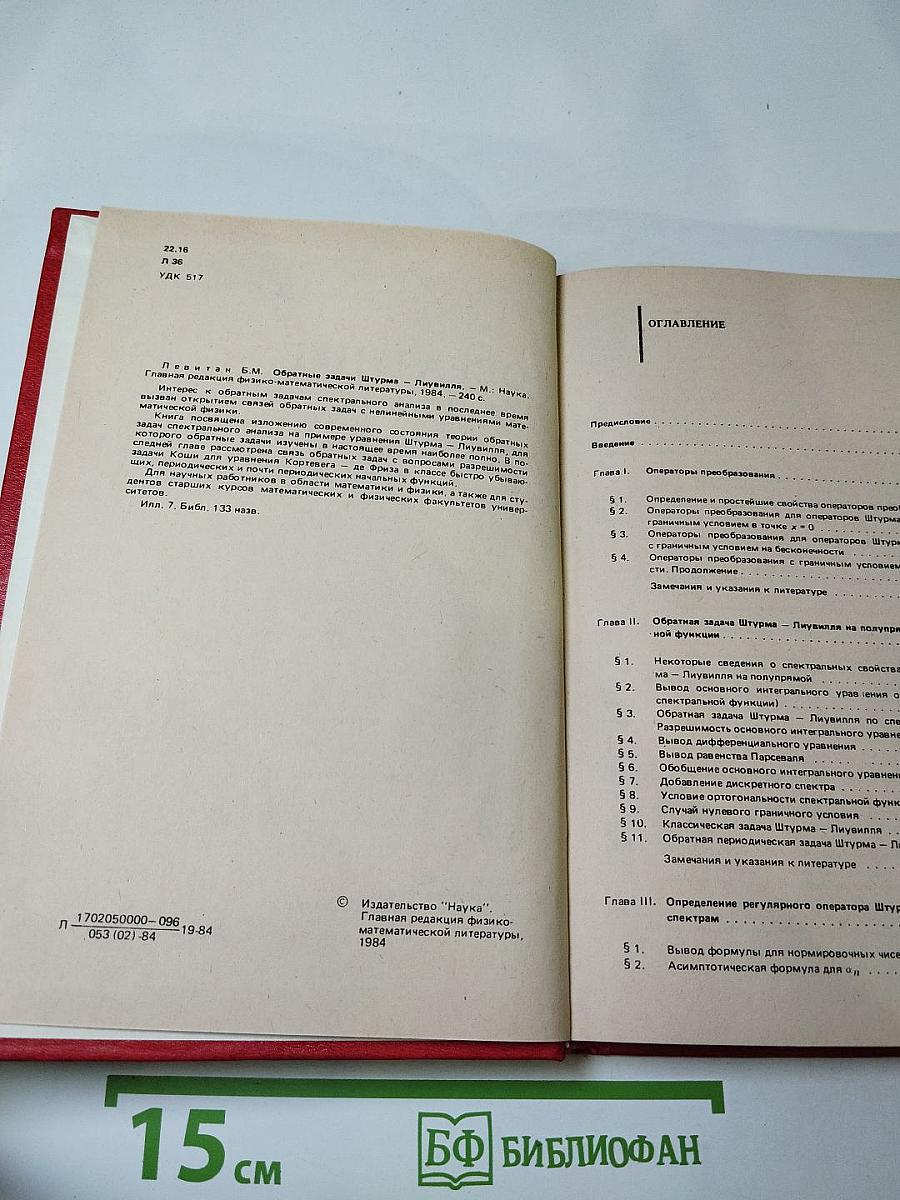 22.16
Л 36
УДК 517
Левитан Б.М. Обратные задачи Штурма — Лиувилля. — М.: Наука.
Главная редакция физико-математической литературы, 1984. — 240 с.
Интерес к обратным задачам спектрального анализа в последнее время
вызван открытием связей обратных задач с нелинейными уравнениями мате-
матической физики.
Книга посвящена изложению современного состояния теории обратных
задач спектрального анализа на примере уравнения Штурма — Лиувилля, для
которого обратные задачи изучены в настоящее время наиболее полно. В по-
следней главе рассмотрена связь обратных задач с вопросами разрешимости
задачи Коши для уравнения Кортевега — де Фриза в классе быстро убываю-
щих, периодических и почти периодических начальных функций.
Для научных работников в области математики и физики, а также для сту-
дентов старших курсов математических и физических факультетов универ-
ситетов.
Илл. 7. Библ. 133 назв.
Л 1702050000—096 19-84
053 (02)-84
© Издательство "Наука".
Главная редакция физико-
математической литературы,
1984
ОГЛАВЛЕНИЕ
Предисловие
Введение
Глава I. Операторы преобразования
§ 1. Определение и простейшие свойства операторов преоб
§ 2. Операторы преобразования для операторов Штурма
граничным условием в точке x = 0
§ 3. Операторы преобразования для операторов Штур
с граничным условием на бесконечности
§ 4. Операторы преобразования с граничным условием
сти. Продолжение
Замечания и указания к литературе
Глава II. Обратная задача Штурма — Лиувилля на полупря
ной функции
§ 1. Некоторые сведения о спектральных свойства
ма — Лиувилля на полупрямой
§ 2. Вывод основного интегрального уравнения о
спектральной функции)
§ 3. Обратная задача Штурма — Лиувилля по спе
Разрешимость основного интегрального уравне
§ 4. Вывод дифференциального уравнения
§ 5. Вывод равенства Парсеваля
§ 6. Обобщение основного интегрального уравнен
§ 7. Добавление дискретного спектра
§ 8. Условие ортогональности спектральной функ
§ 9. Случай нулевого граничного условия
§ 10. Классическая задача Штурма — Лиувилля
§ 11. Обратная периодическая задача Штурма — Л
Замечания и указания к литературе
Глава III. Определение регулярного оператора Штур
спектрам
§ 1. Вывод формулы для нормировочных чисе
§ 2. Асимптотическая формула для αn
15 см
БФ БИБЛИОФАН